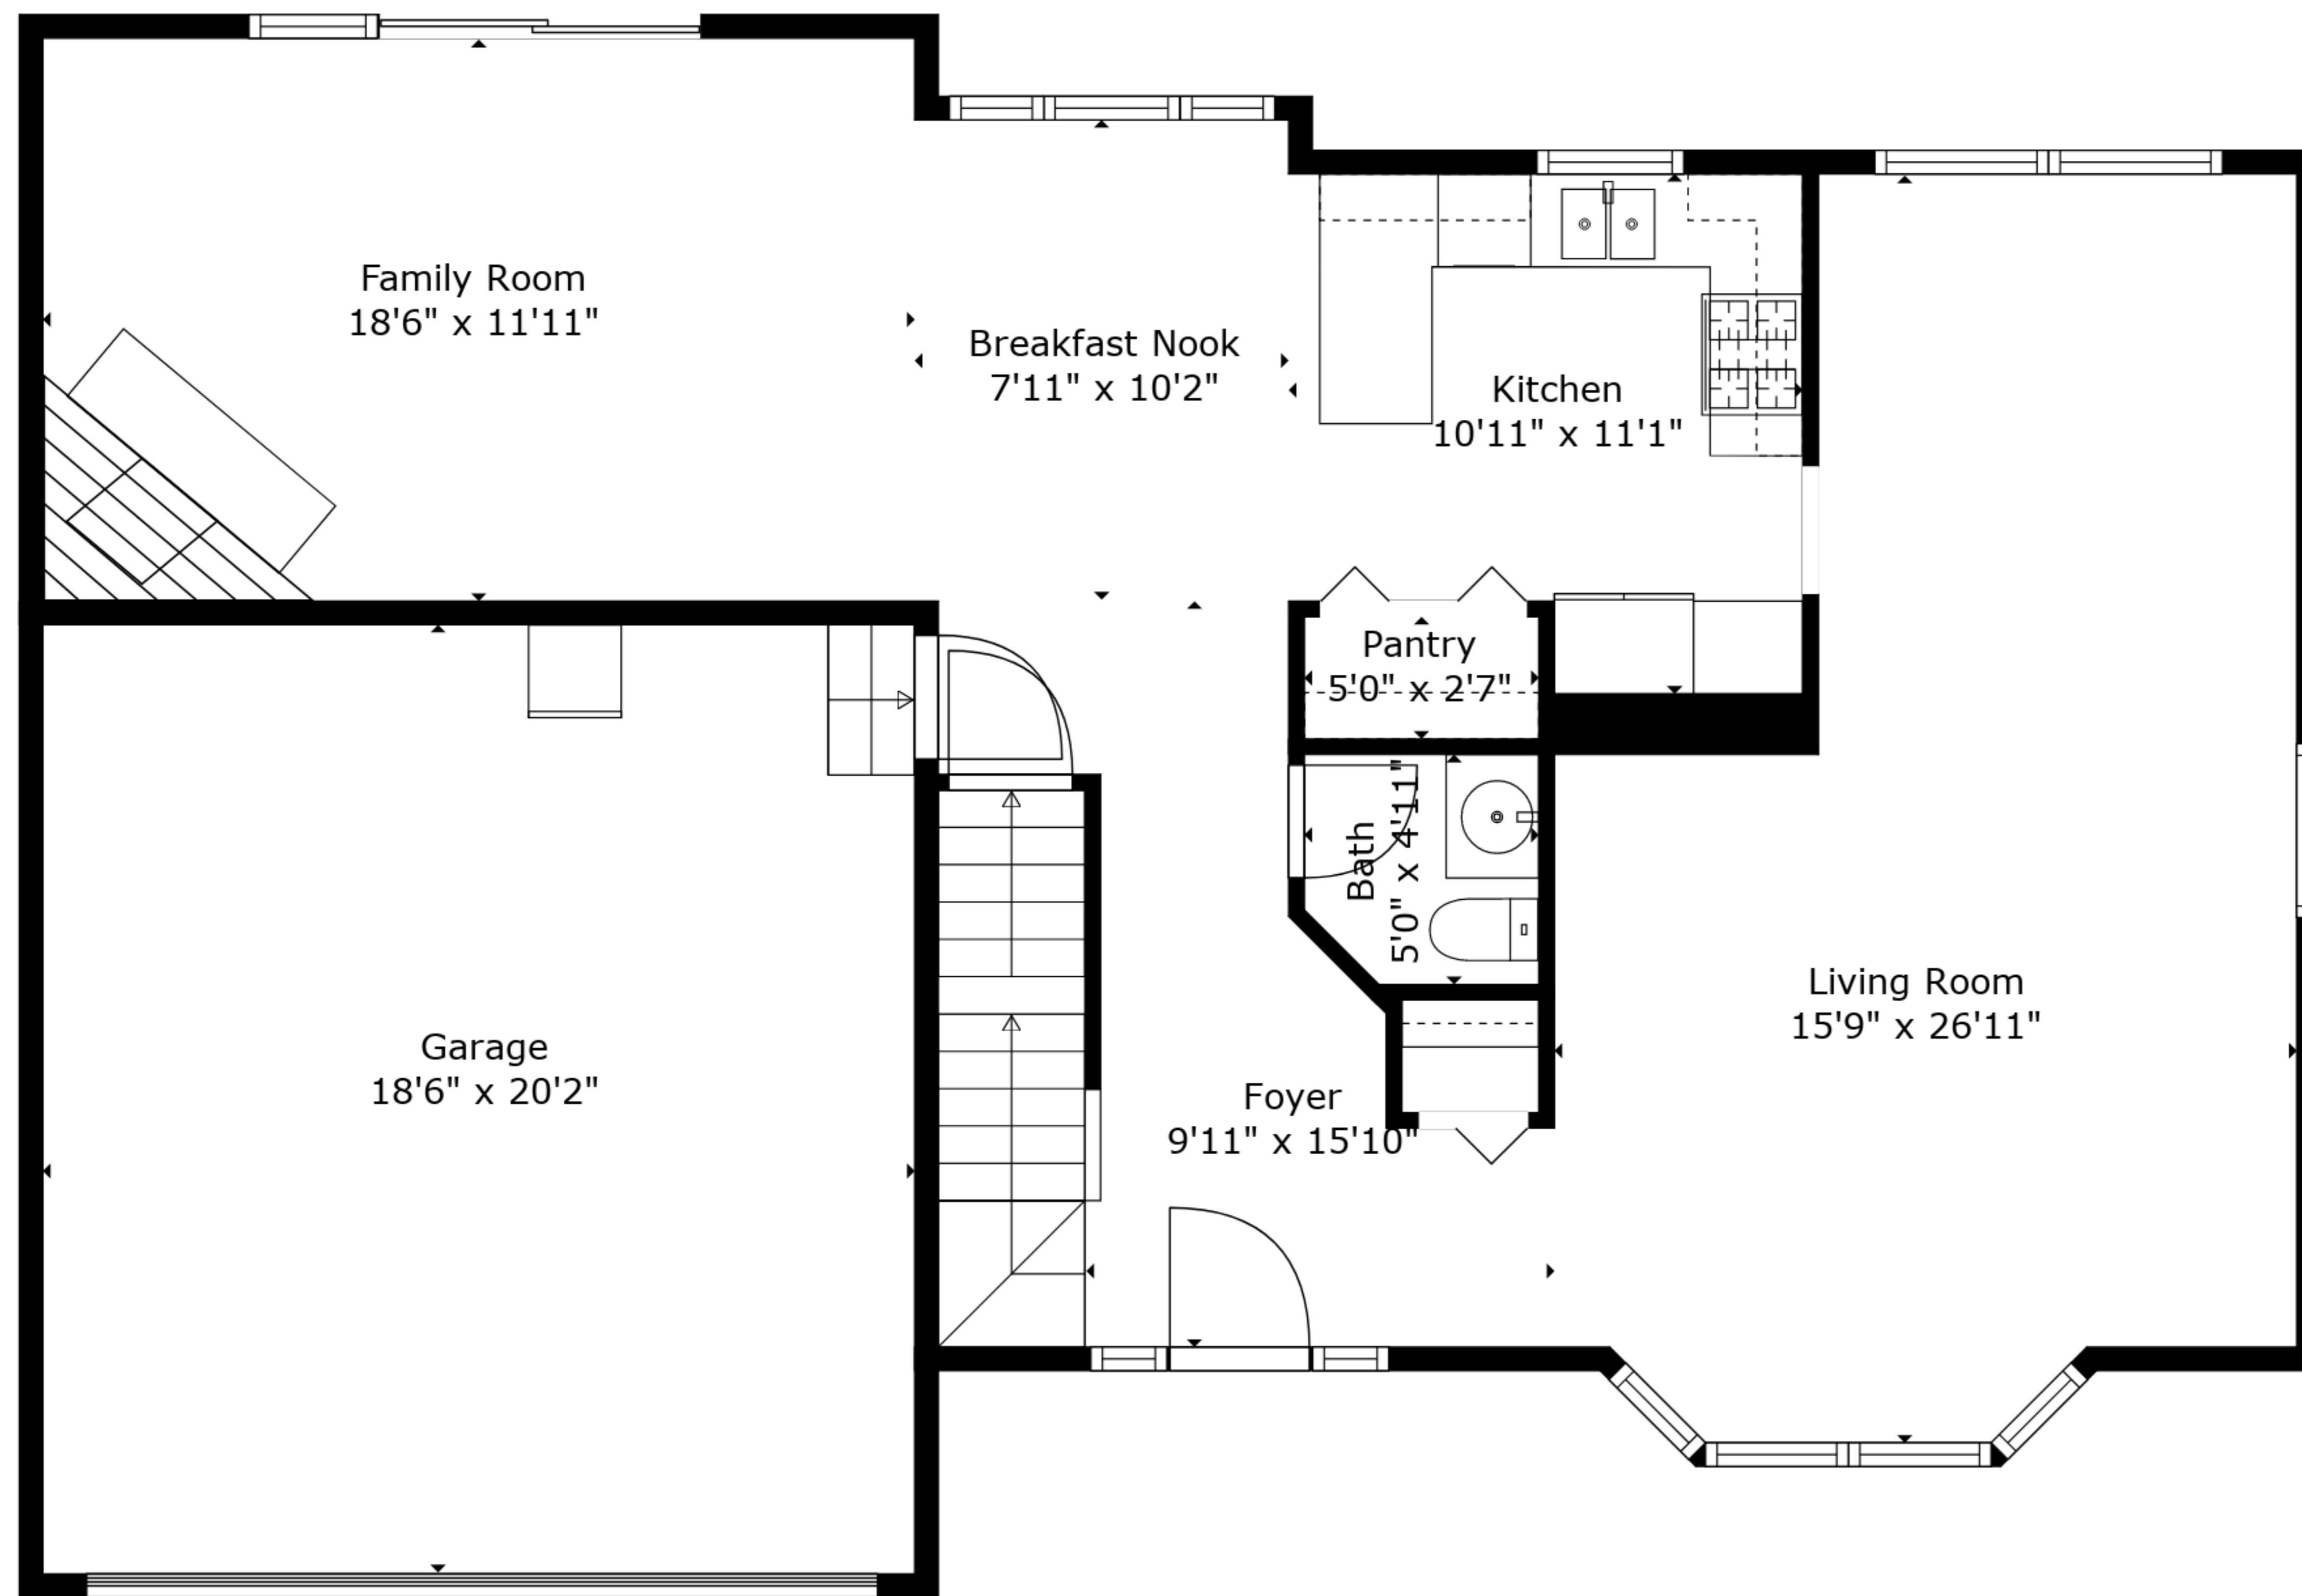 Family Room
18'6" x 11'11"
Breakfast Nook
7'11" x 10'2"
Kitchen
10'11" x 11'1"
Pantry
5'0" x 2'7"
Bath
5'0" x 4'11"
Living Room
15'9" x 26'11"
Garage
18'6" x 20'2"
Foyer
9'11" x 15'10"